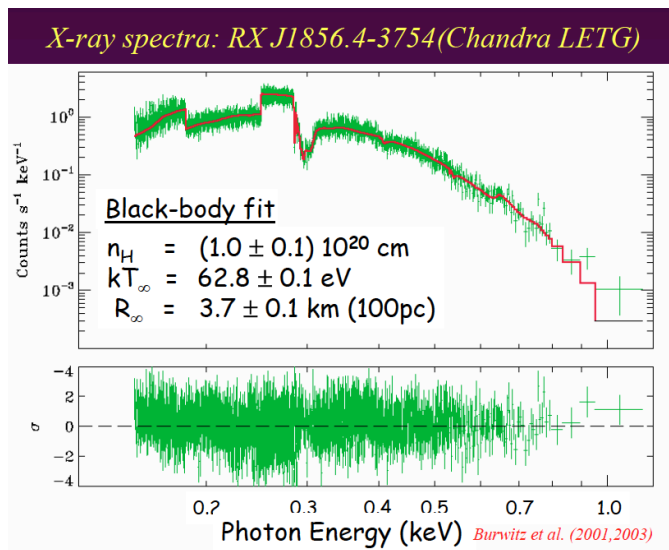 X-ray spectra: RX J1856.4-3754(Chandra LETG)
10⁰
10⁻¹
10⁻²
10⁻³
Counts s⁻¹ keV⁻¹
Black-body fit
n_H = (1.0 ± 0.1) 10²⁰ cm
kT_∞ = 62.8 ± 0.1 eV
R_∞ = 3.7 ± 0.1 km (100pc)
-4
2
0
-2
-4
σ
0.2 0.3 0.4 0.5 0.7 1.0
Photon Energy (keV) Burwitz et al. (2001,2003)